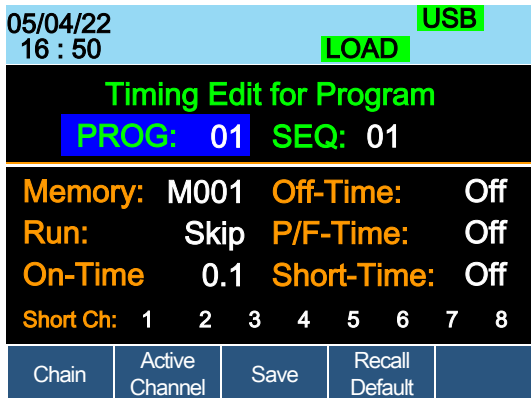 05/04/22 USB
16 : 50 LOAD
Timing Edit for Program
PROG: 01 SEQ: 01
Memory: M001 Off-Time: Off
Run: Skip P/F-Time: Off
On-Time 0.1 Short-Time: Off
Short Ch: 1 2 3 4 5 6 7 8
Chain Active Channel Save Recall Default